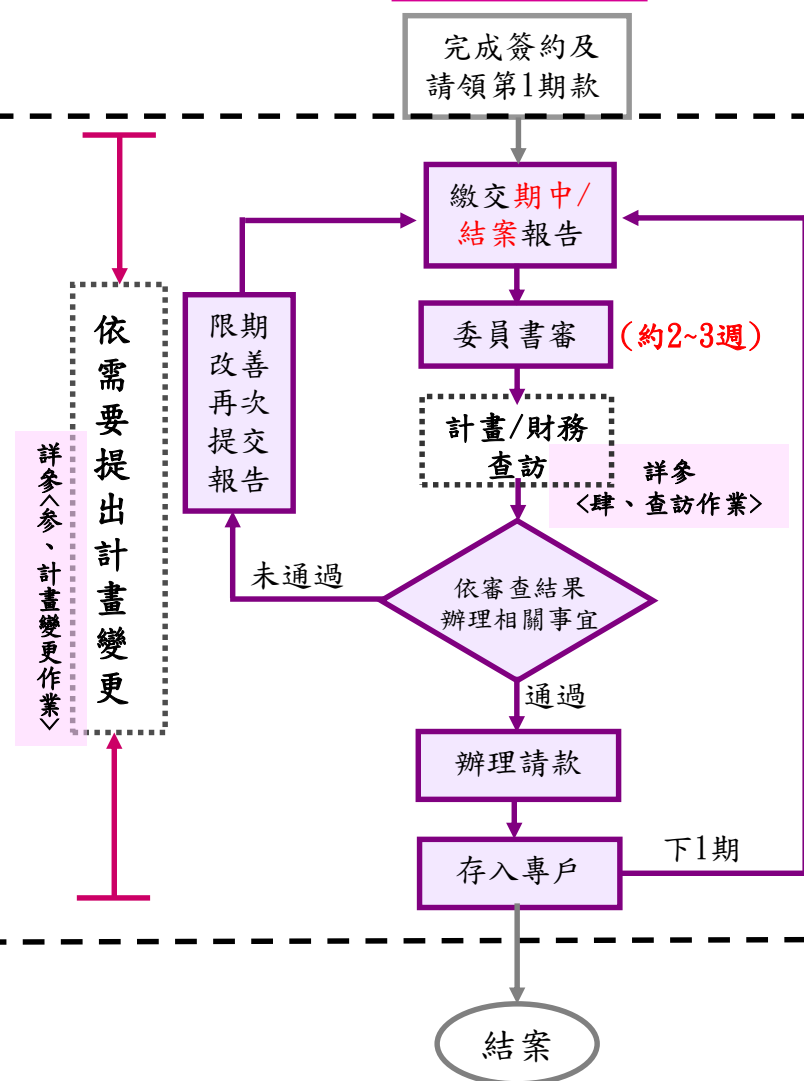 完成簽約及
請領第1期款
繳交期中/
結案報告
委員書審
(約2~3週)
計畫/財務
查訪
詳參
<肆、查訪作業>
依審查結果
辦理相關事宜
未通過
限期
改善
再次
提交
報告
通過
辦理請款
存入專戶
下1期
結案
依需要提出計畫變更
詳參<参、計畫變更作業>